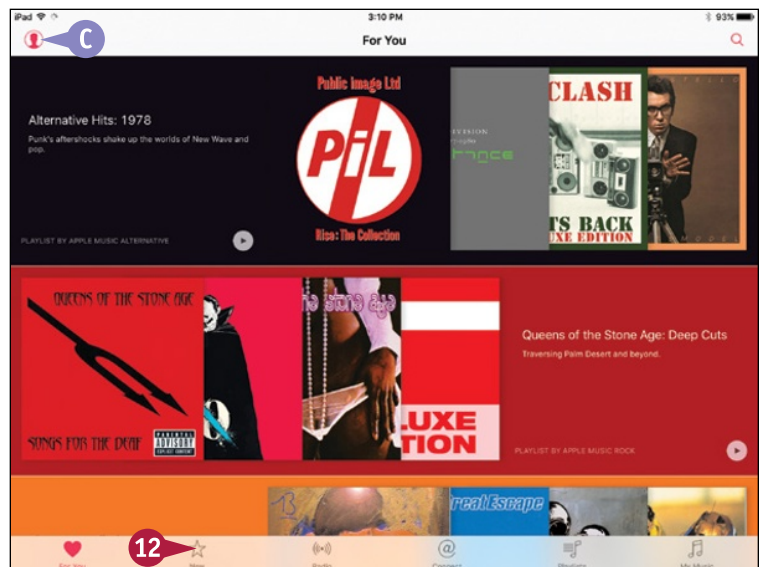 iPad 3:10 PM 93%
C
For You
Alternative Hits: 1978
Punk's aftershocks shake up the worlds of New Wave and
pop.
PLAYLIST BY APPLE MUSIC ALTERNATIVE
Public Image Ltd
PiL
Rise: The Collection
CLASH
TS BACK
UXE EDITION
QUEENS OF THE STONE AGE
SONGS FOR THE DEAF
PARENTAL
ADVISORY
EXPLICIT CONTENT
LUXE
TION
Queens of the Stone Age: Deep Cuts
Traversing Palm Desert and beyond.
PLAYLIST BY APPLE MUSIC ROCK
13
reat Escape
12
For You
New
Radio
Connect
Playlists
My Music